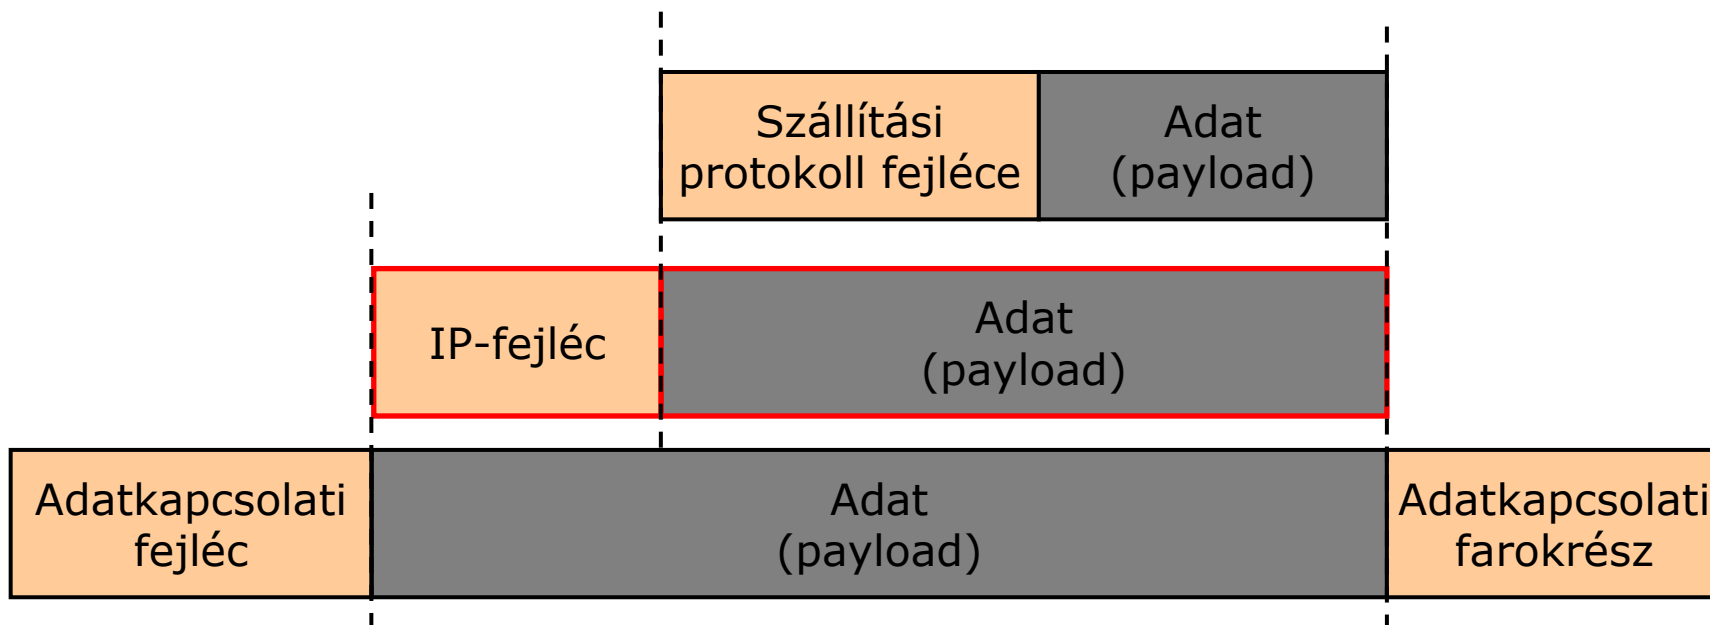 Szállítási
protokoll fejléce
Adat
(payload)
IP-fejléc
Adat
(payload)
Adatkapcsolati
fejléc
Adat
(payload)
Adatkapcsolati
farokrész